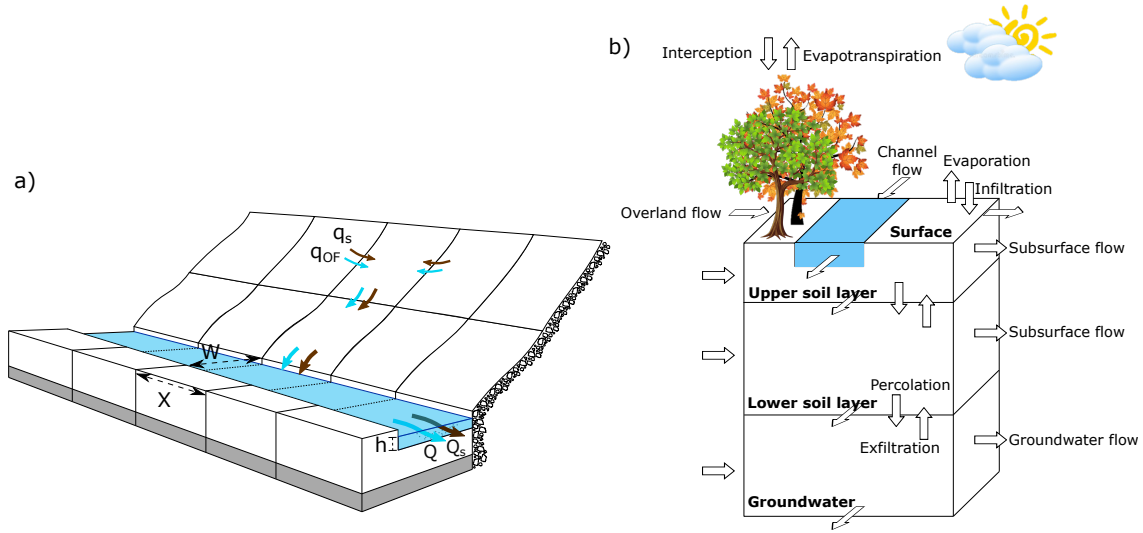 a)
qs
qOF
W
X
h
Q
Qs
b)
Interception
Evapotranspiration
Channel
flow
Evaporation
Infiltration
Overland flow
Surface
Subsurface flow
Upper soil layer
Subsurface flow
Percolation
Lower soil layer
Exfiltration
Groundwater flow
Groundwater